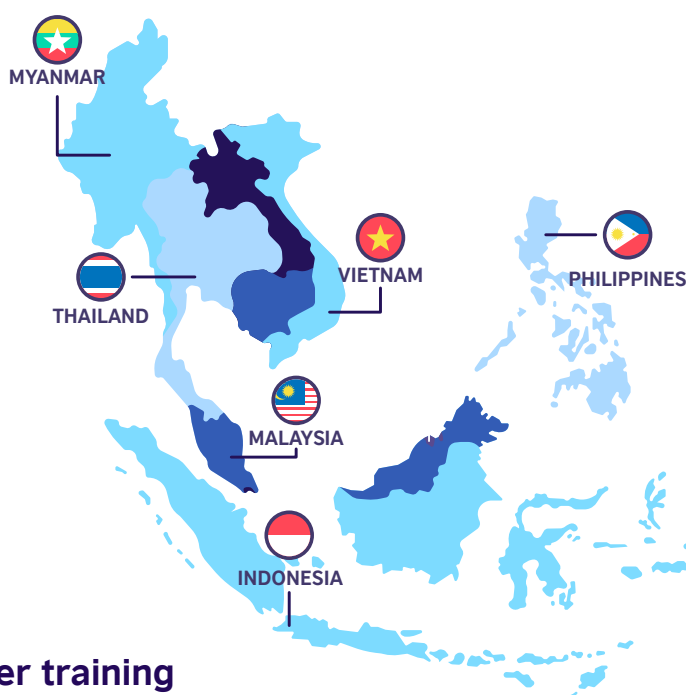 MYANMAR
VIETNAM
PHILIPPINES
THAILAND
MALAYSIA
INDONESIA
er training